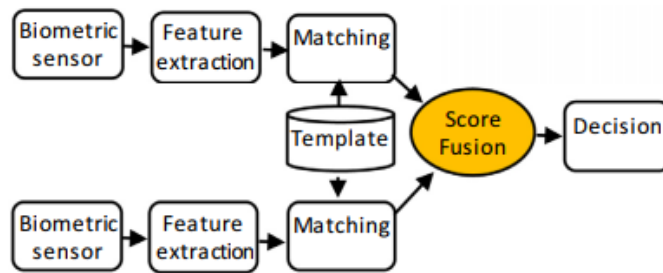 Biometric
sensor
Feature
extraction
Matching
Template
Score
Fusion
Decision
Biometric
sensor
Feature
extraction
Matching